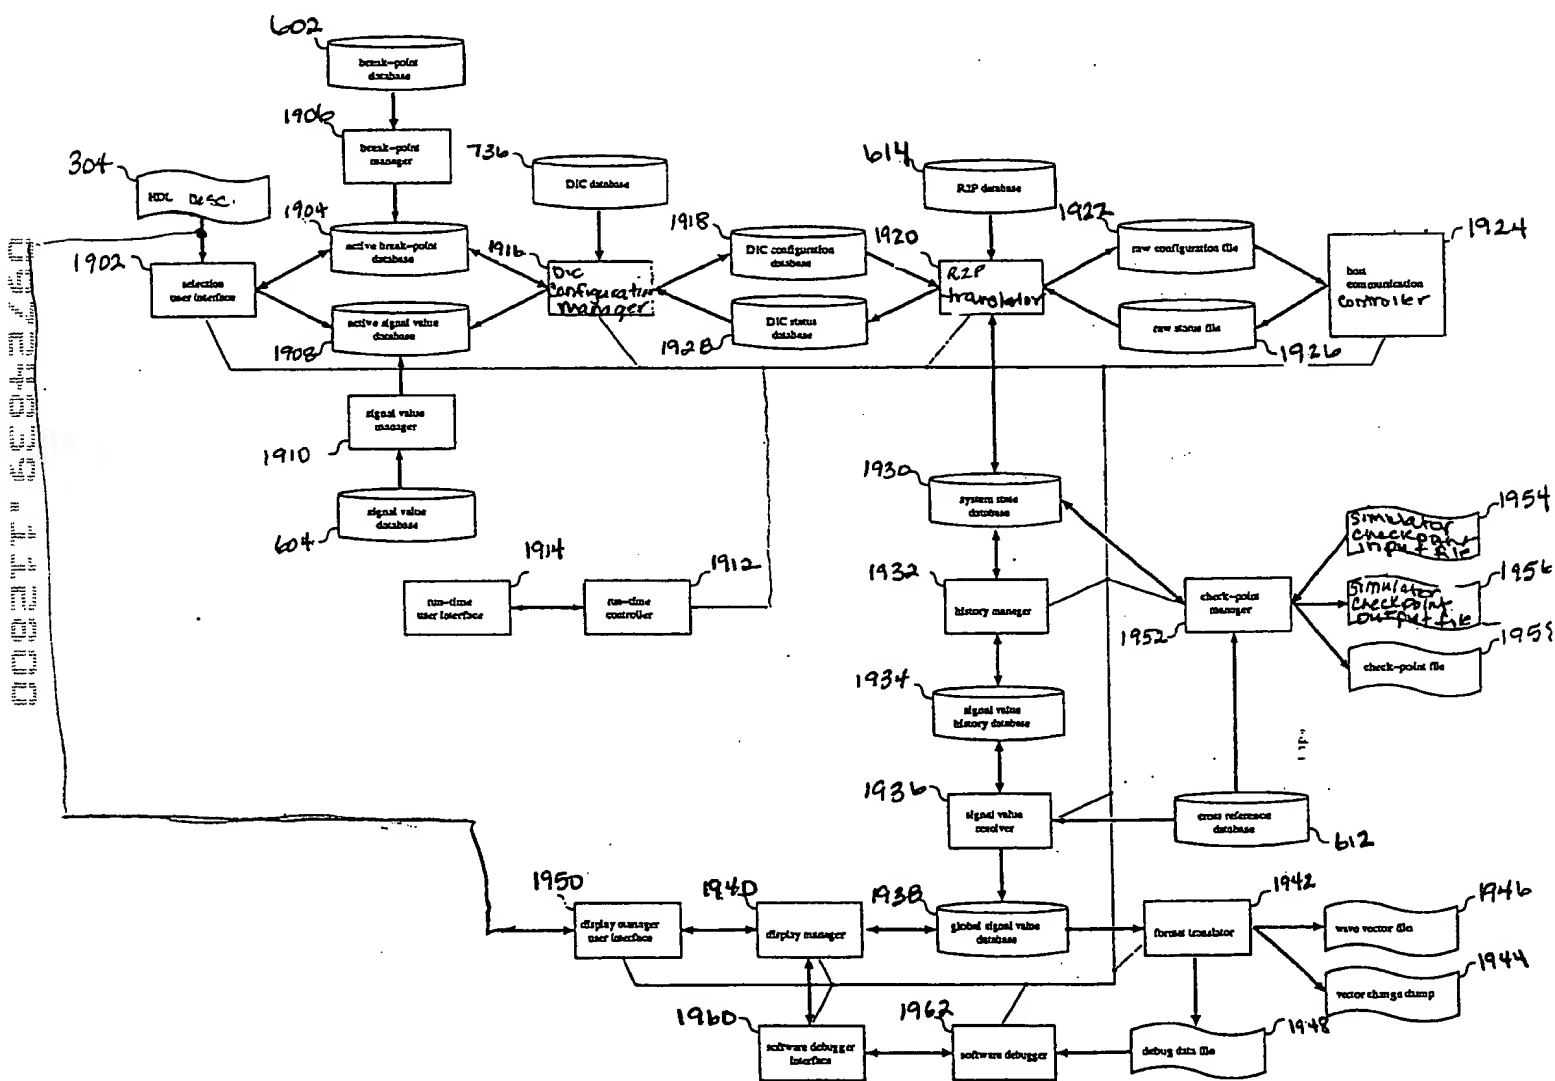 602
break-point
database
1906
break-point
manager
304
HDL DESC.
736
DIC database
614
R2P database
1904
active break-point
database
1902
selection
user interface
1916
DIC
Configuration
manager
1918
DIC configuration
database
1920
R2P
translator
1922
raw configuration file
1924
host
communication
controller
active signal value
database
1908
DIC status
database
1928
raw status file
1926
signal value
manager
1910
signal value
database
604
1914
run-time
user interface
1912
run-time
controller
1930
system state
database
1932
history manager
check-point
manager
1952
1954
Simulator
checkpoint
input file
1956
Simulator
checkpoint
output file
1958
check-point file
1934
signal value
history database
1936
signal value
resolver
cross reference
database
612
1950
display manager
user interface
1940
display manager
1938
global signal value
database
1942
format translator
1946
wave vector file
1944
vector change dump
1960
software debugger
interface
1962
software debugger
1948
debug data file